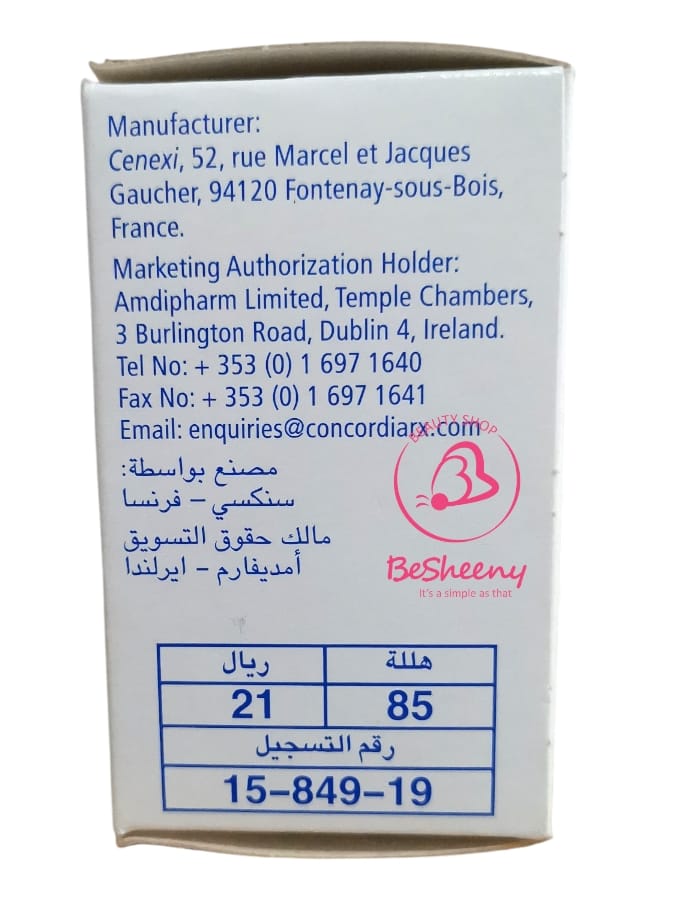 Manufacturer:
Cenexi, 52, rue Marcel et Jacques
Gaucher, 94120 Fontenay-sous-Bois,
France.
Marketing Authorization Holder:
Amdipharm Limited, Temple Chambers,
3 Burlington Road, Dublin 4, Ireland.
Tel No: + 353 (0) 1 697 1640
Fax No: + 353 (0) 1 697 1641
Email: enquiries@concordiarx.com
BEAUTY SHOP
BeSheeny
It's a simple as that
مصنع بواسطة:
سنكسي – فرنسا
مالك حقوق التسويق
أمديفارم – ايرلندا
ريال هللة
21 85
رقم التسجيل
15–849–19